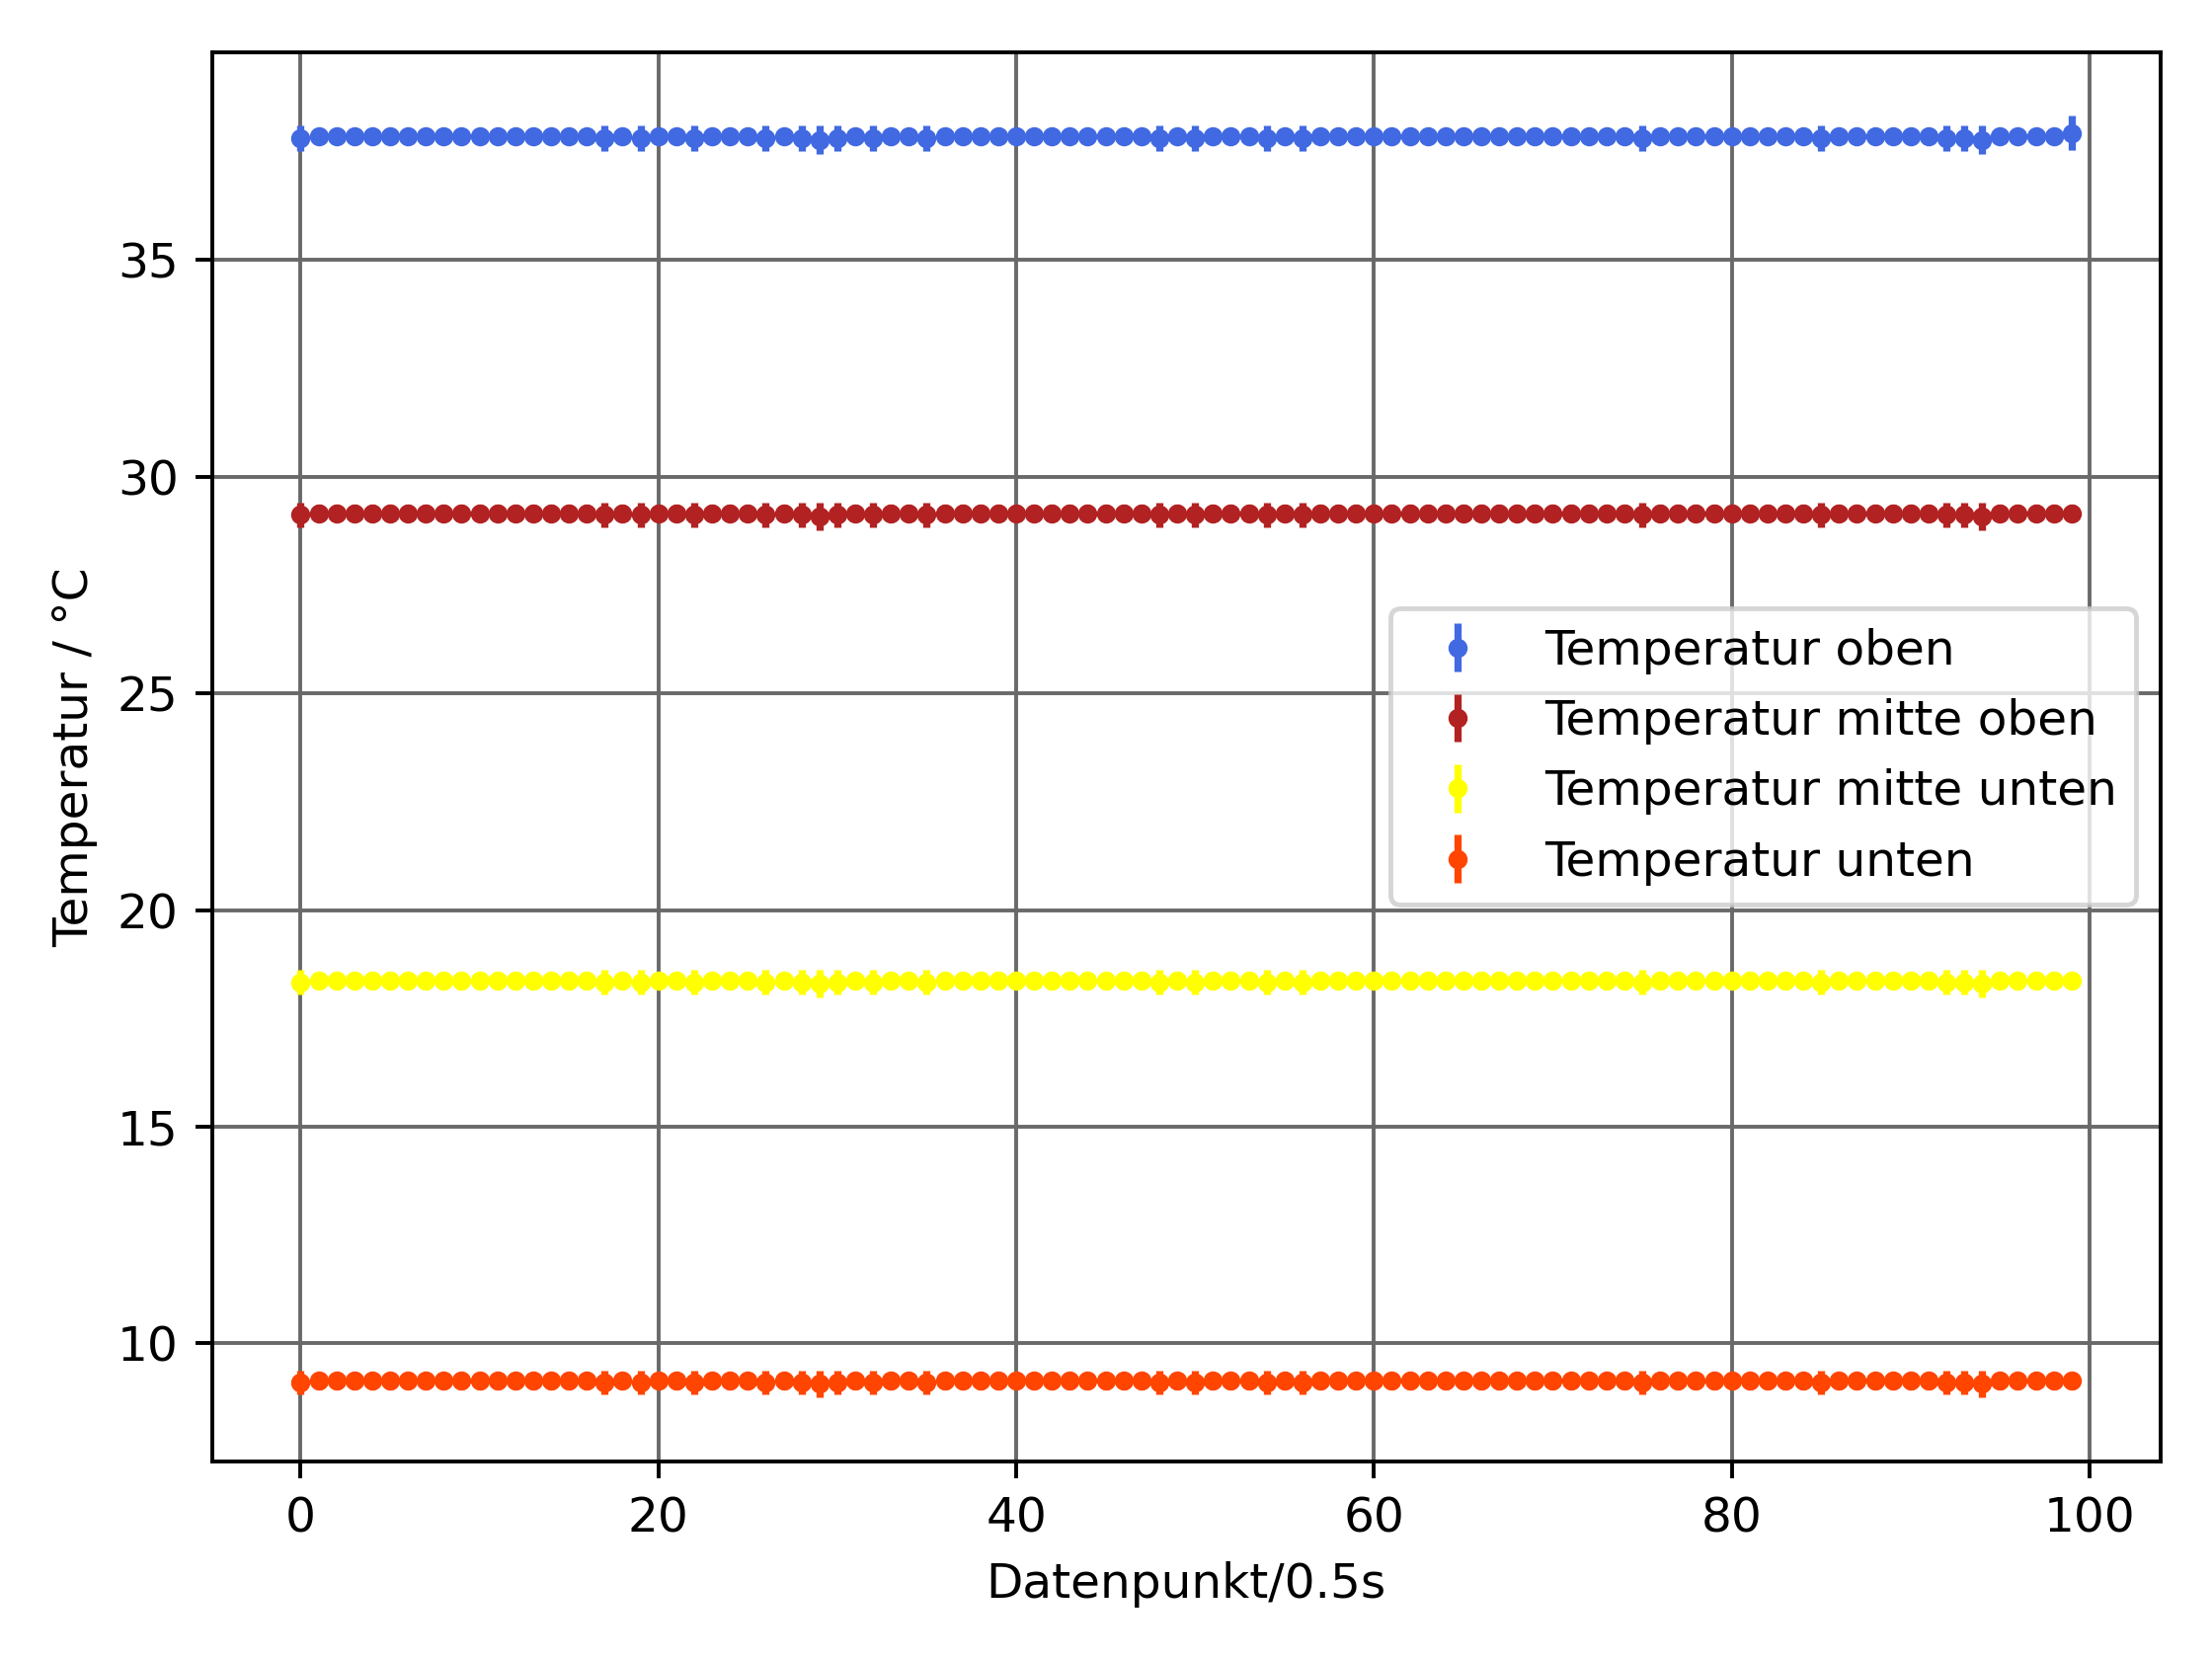 Temperatur / °C
35
30
25
20
15
10
Temperatur oben
Temperatur mitte oben
Temperatur mitte unten
Temperatur unten
0 20 40 60 80 100
Datenpunkt/0.5s